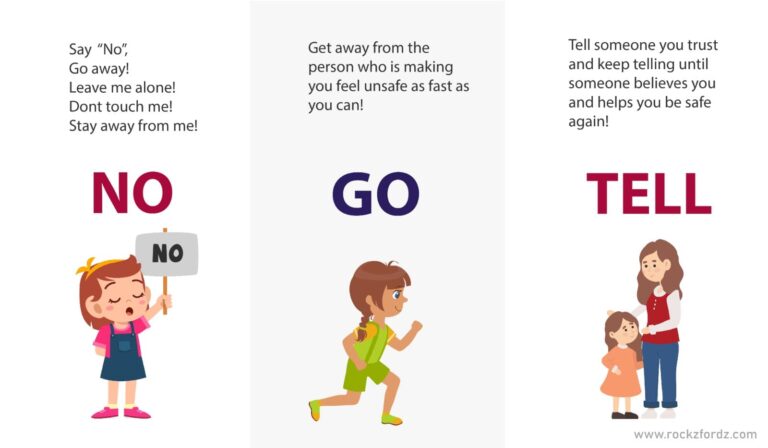 Say "No",
Go away!
Leave me alone!
Dont touch me!
Stay away from me!
NO
NO
Get away from the
person who is making
you feel unsafe as fast as
you can!
GO
Tell someone you trust
and keep telling until
someone believes you
and helps you be safe
again!
TELL
www.rockzfordz.com